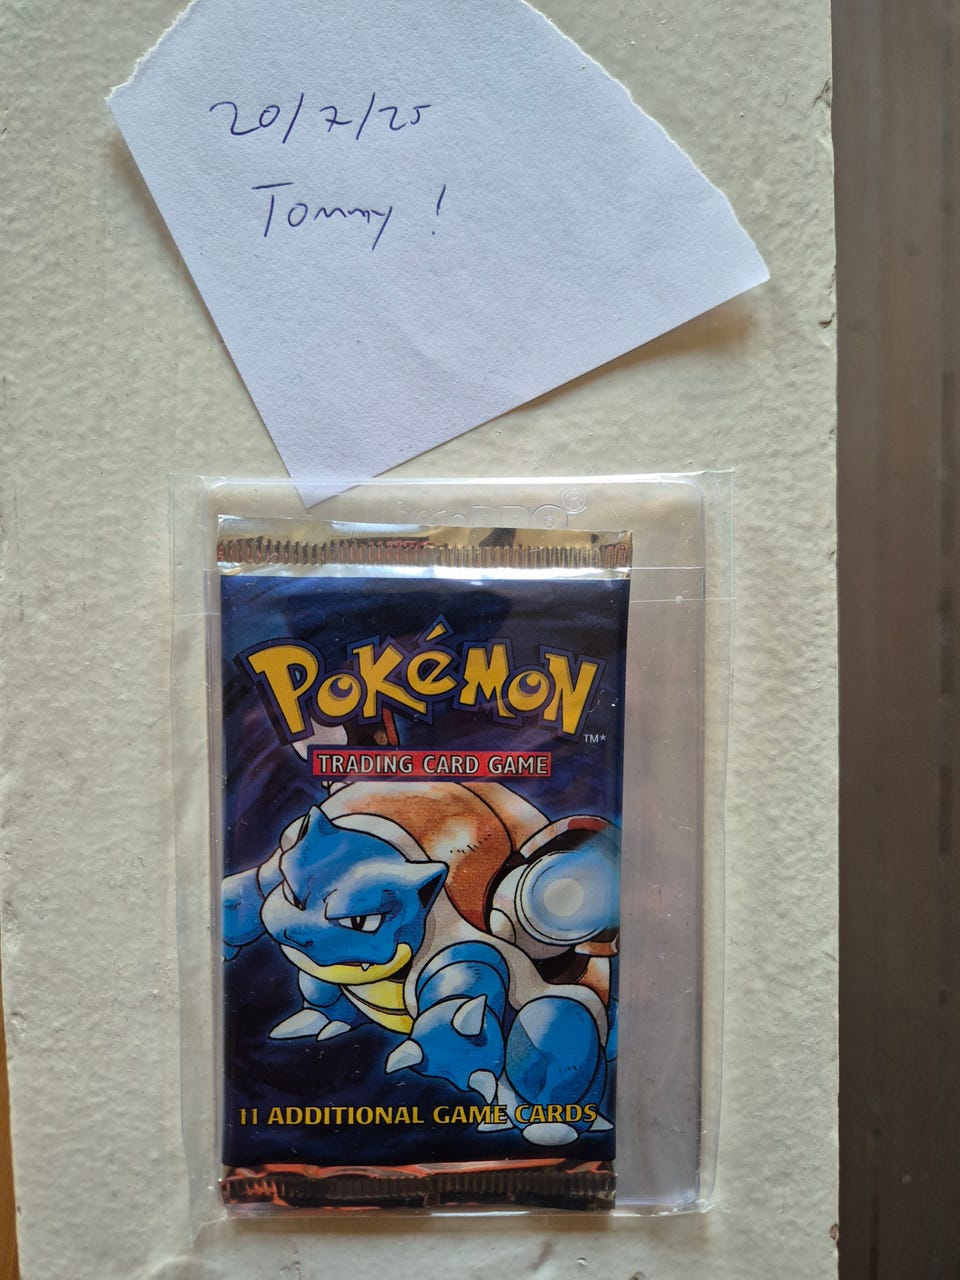 20/7/25
Tommy !
POKéMON
TM*
TRADING CARD GAME
11 ADDITIONAL GAME CARDS